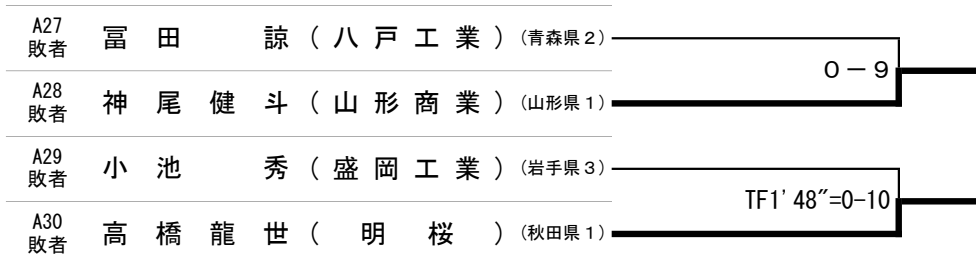 A27
敗者 冨田 諒(八戸工業)(青森県2)
0-9
A28
敗者 神尾健斗(山形商業)(山形県1)
A29
敗者 小池 秀(盛岡工業)(岩手県3)
TF1'48"=0-10
A30
敗者 高橋龍世(明桜)(秋田県1)